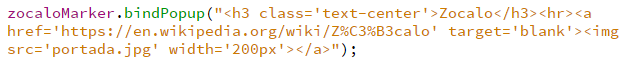 zocaloMarker.bindPopup("<h3 class='text-center'>Zocalo</h3><hr><a
href='https://en.wikipedia.org/wiki/Z%C3%B3calo' target='blank'><img
src='portada.jpg' width='200px'></a>");